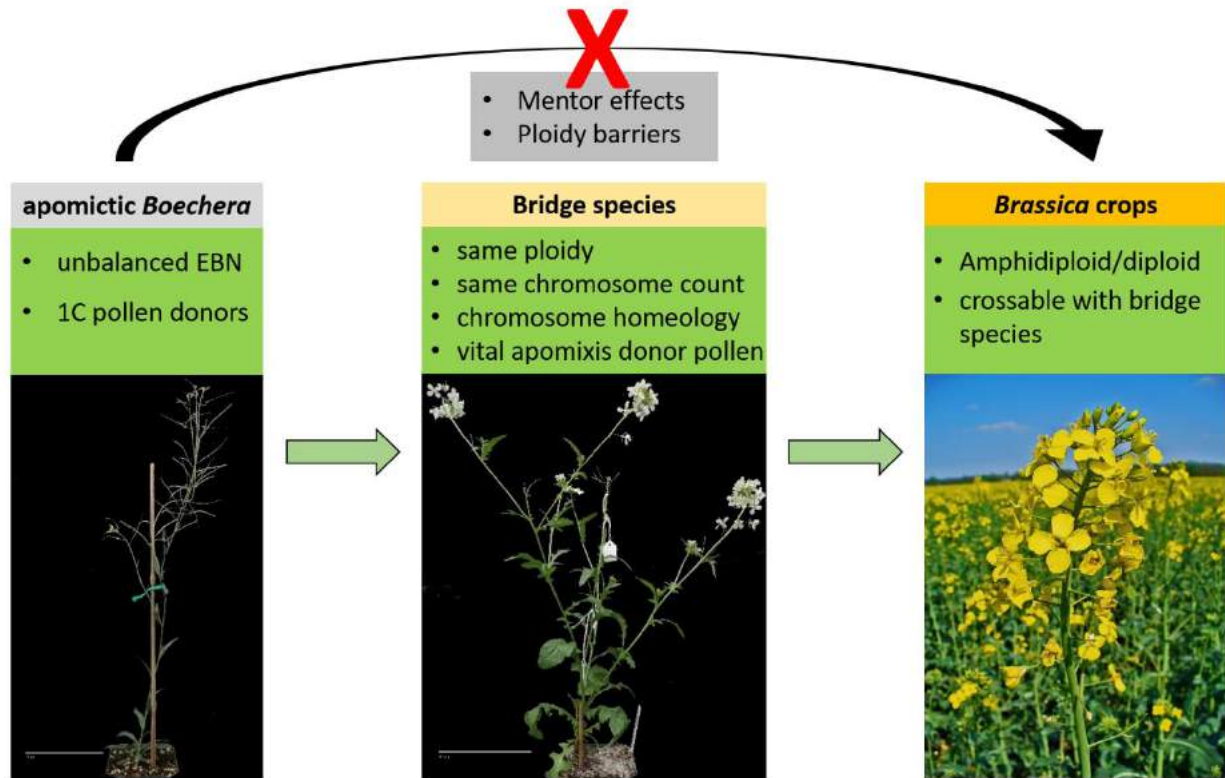 X
• Mentor effects
• Ploidy barriers
apomictic Boechera
• unbalanced EBN
• 1C pollen donors
Bridge species
• same ploidy
• same chromosome count
• chromosome homeology
• vital apomixis donor pollen
Brassica crops
• Amphidiploid/diploid
• crossable with bridge
species